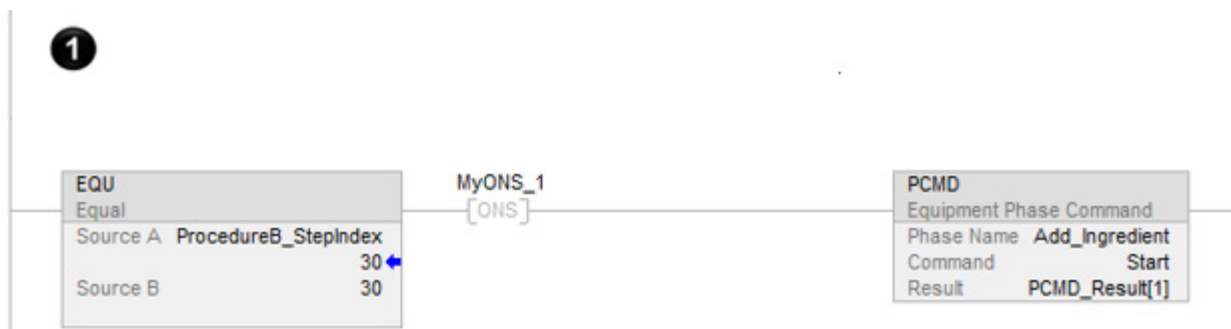 1
EQU
Equal
Source A ProcedureB_StepIndex
30
Source B 30
MyONS_1
[ONS]
PCMD
Equipment Phase Command
Phase Name Add_Ingredient
Command Start
Result PCMD_Result[1]